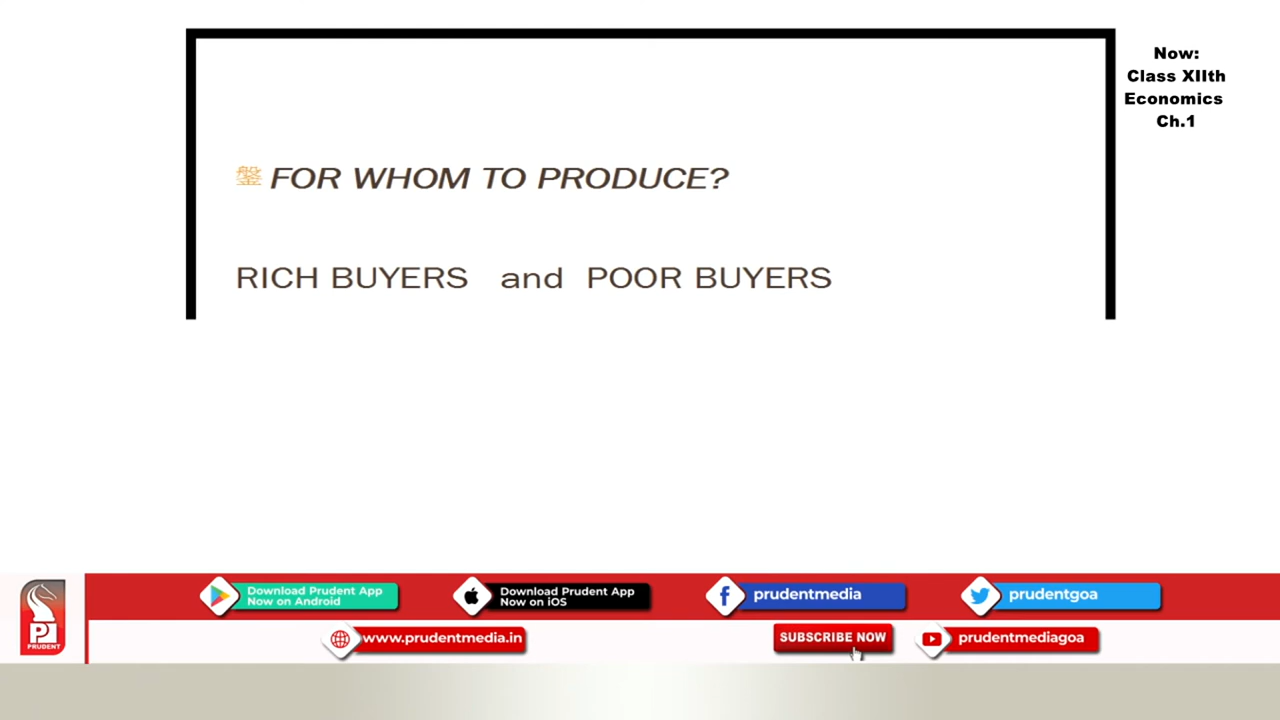 Now:
Class XIIth
Economics
Ch.1
FOR WHOM TO PRODUCE?
RICH BUYERS and POOR BUYERS
Download Prudent App
Now on Android
Download Prudent App
Now on iOS
prudentmedia
prudentgoa
PRUDENT
www.prudentmedia.in
SUBSCRIBE NOW
prudentmediagoa